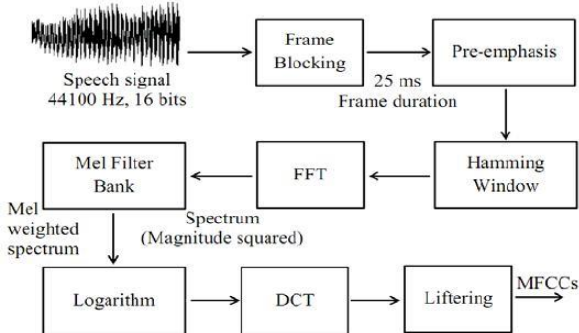 Speech signal
44100 Hz, 16 bits
Frame
Blocking
25 ms
Frame duration
Pre-emphasis
Hamming
Window
FFT
Spectrum
(Magnitude squared)
Mel Filter
Bank
Mel
weighted
spectrum
Logarithm
DCT
Liftering
MFCCs